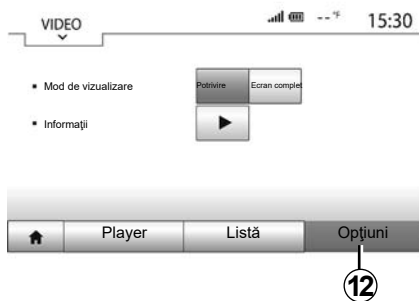 VIDEO
-- °F 15:30
▪ Mod de vizualizare Potrivire Ecran complet
▪ Informaţii
Player Listă Opţiuni
12